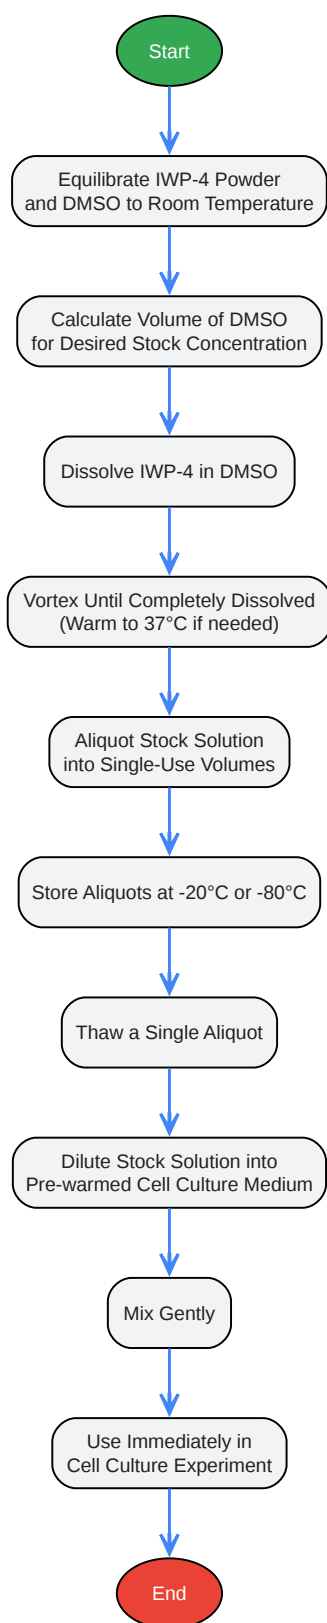 Start
Equilibrate IWP-4 Powder
and DMSO to Room Temperature
Calculate Volume of DMSO
for Desired Stock Concentration
Dissolve IWP-4 in DMSO
Vortex Until Completely Dissolved
(Warm to 37°C if needed)
Aliquot Stock Solution
into Single-Use Volumes
Store Aliquots at -20°C or -80°C
Thaw a Single Aliquot
Dilute Stock Solution into
Pre-warmed Cell Culture Medium
Mix Gently
Use Immediately in
Cell Culture Experiment
End